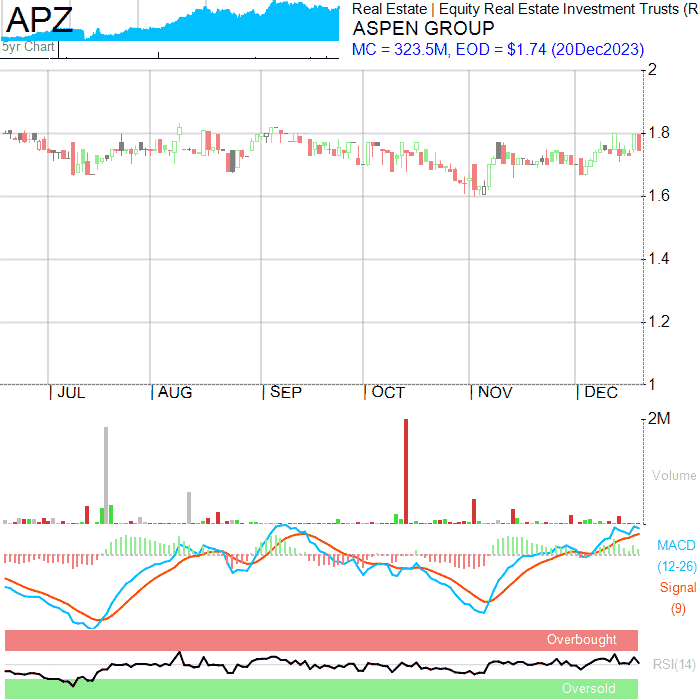 APZ
5yr Chart
Real Estate | Equity Real Estate Investment Trusts (R
ASPEN GROUP
MC = 323.5M, EOD = $1.74 (20Dec2023)
2
1.8
1.6
1.4
1.2
1
JUL AUG SEP OCT NOV DEC
2M
Volume
MACD
(12-26)
Signal
(9)
Overbought
RSI(14)
Oversold